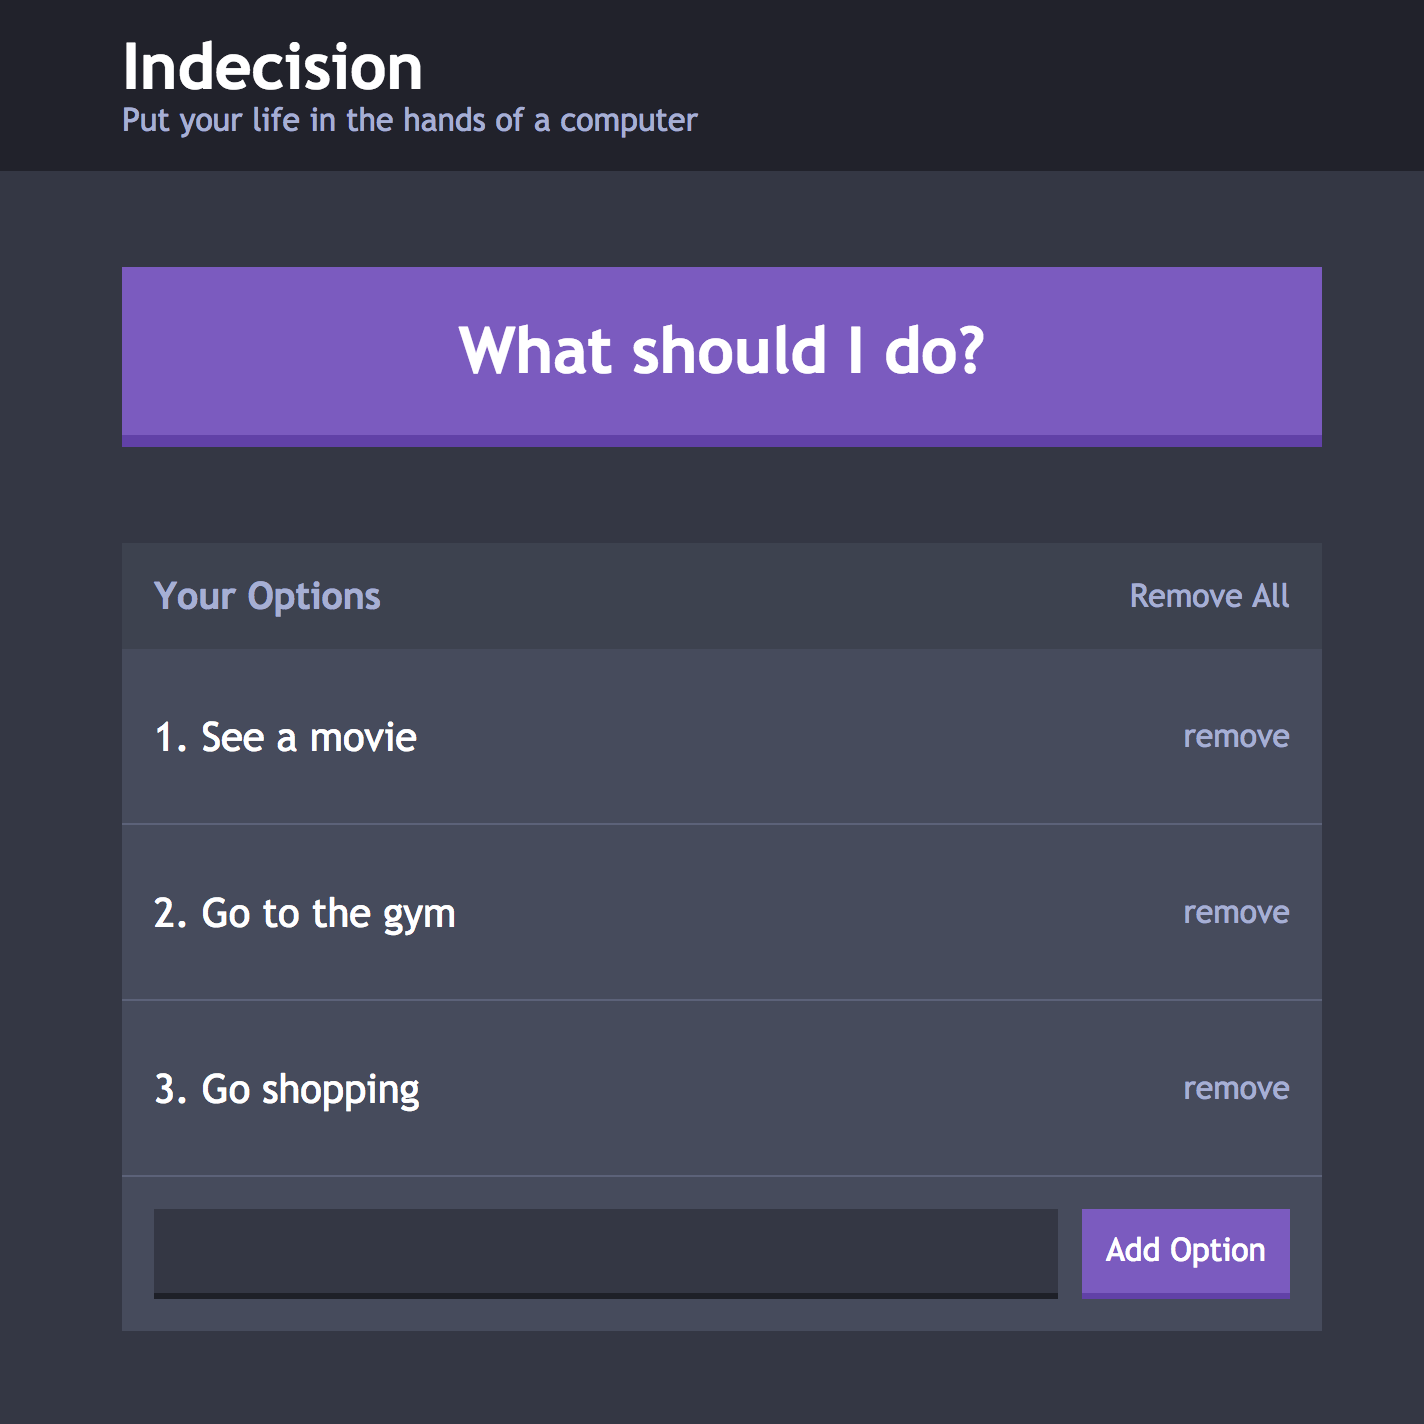 Indecision
Put your life in the hands of a computer
What should I do?
Your Options Remove All
1. See a movie remove
2. Go to the gym remove
3. Go shopping remove
Add Option